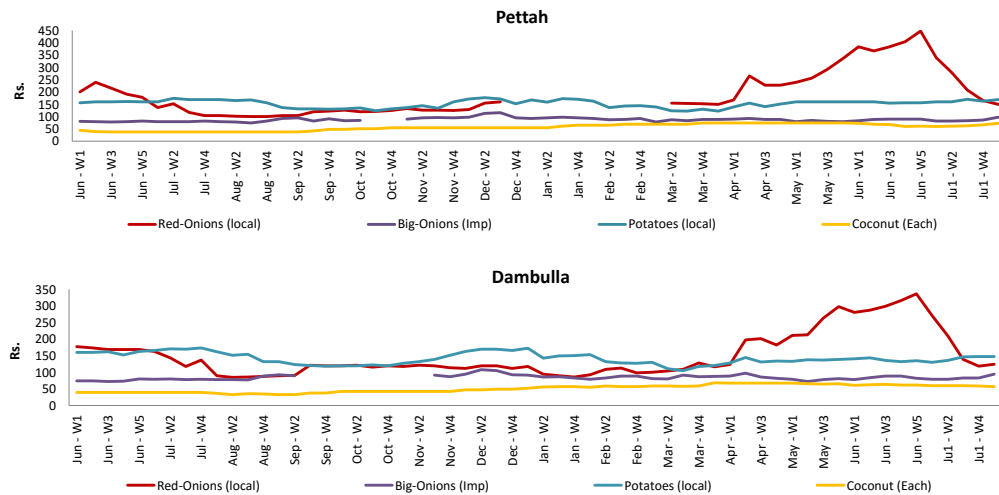 Pettah
Rs.
450
400
350
300
250
200
150
100
50
0
Jun - W1
Jun - W3
Jun - W5
Jul - W2
Jul - W4
Aug - W2
Aug - W4
Sep - W2
Sep - W4
Oct - W2
Oct - W4
Nov - W2
Nov - W4
Dec - W2
Dec - W4
Jan - W2
Jan - W4
Feb - W2
Feb - W4
Mar - W2
Mar - W4
Apr - W1
Apr - W3
May - W1
May - W3
Jun - W1
Jun - W3
Jun - W5
Ju1 - W2
Ju1 - W4
Red-Onions (local) Big-Onions (Imp) Potatoes (local) Coconut (Each)
Dambulla
Rs.
350
300
250
200
150
100
50
0
Jun - W1
Jun - W3
Jun - W5
Jul - W2
Jul - W4
Aug - W2
Aug - W4
Sep - W2
Sep - W4
Oct - W2
Oct - W4
Nov - W2
Nov - W4
Dec - W2
Dec - W4
Jan - W2
Jan - W4
Feb - W2
Feb - W4
Mar - W2
Mar - W4
Apr - W1
Apr - W3
May - W1
May - W3
Jun - W1
Jun - W3
Jun - W5
Ju1 - W2
Ju1 - W4
Red-Onions (local) Big-Onions (Imp) Potatoes (local) Coconut (Each)